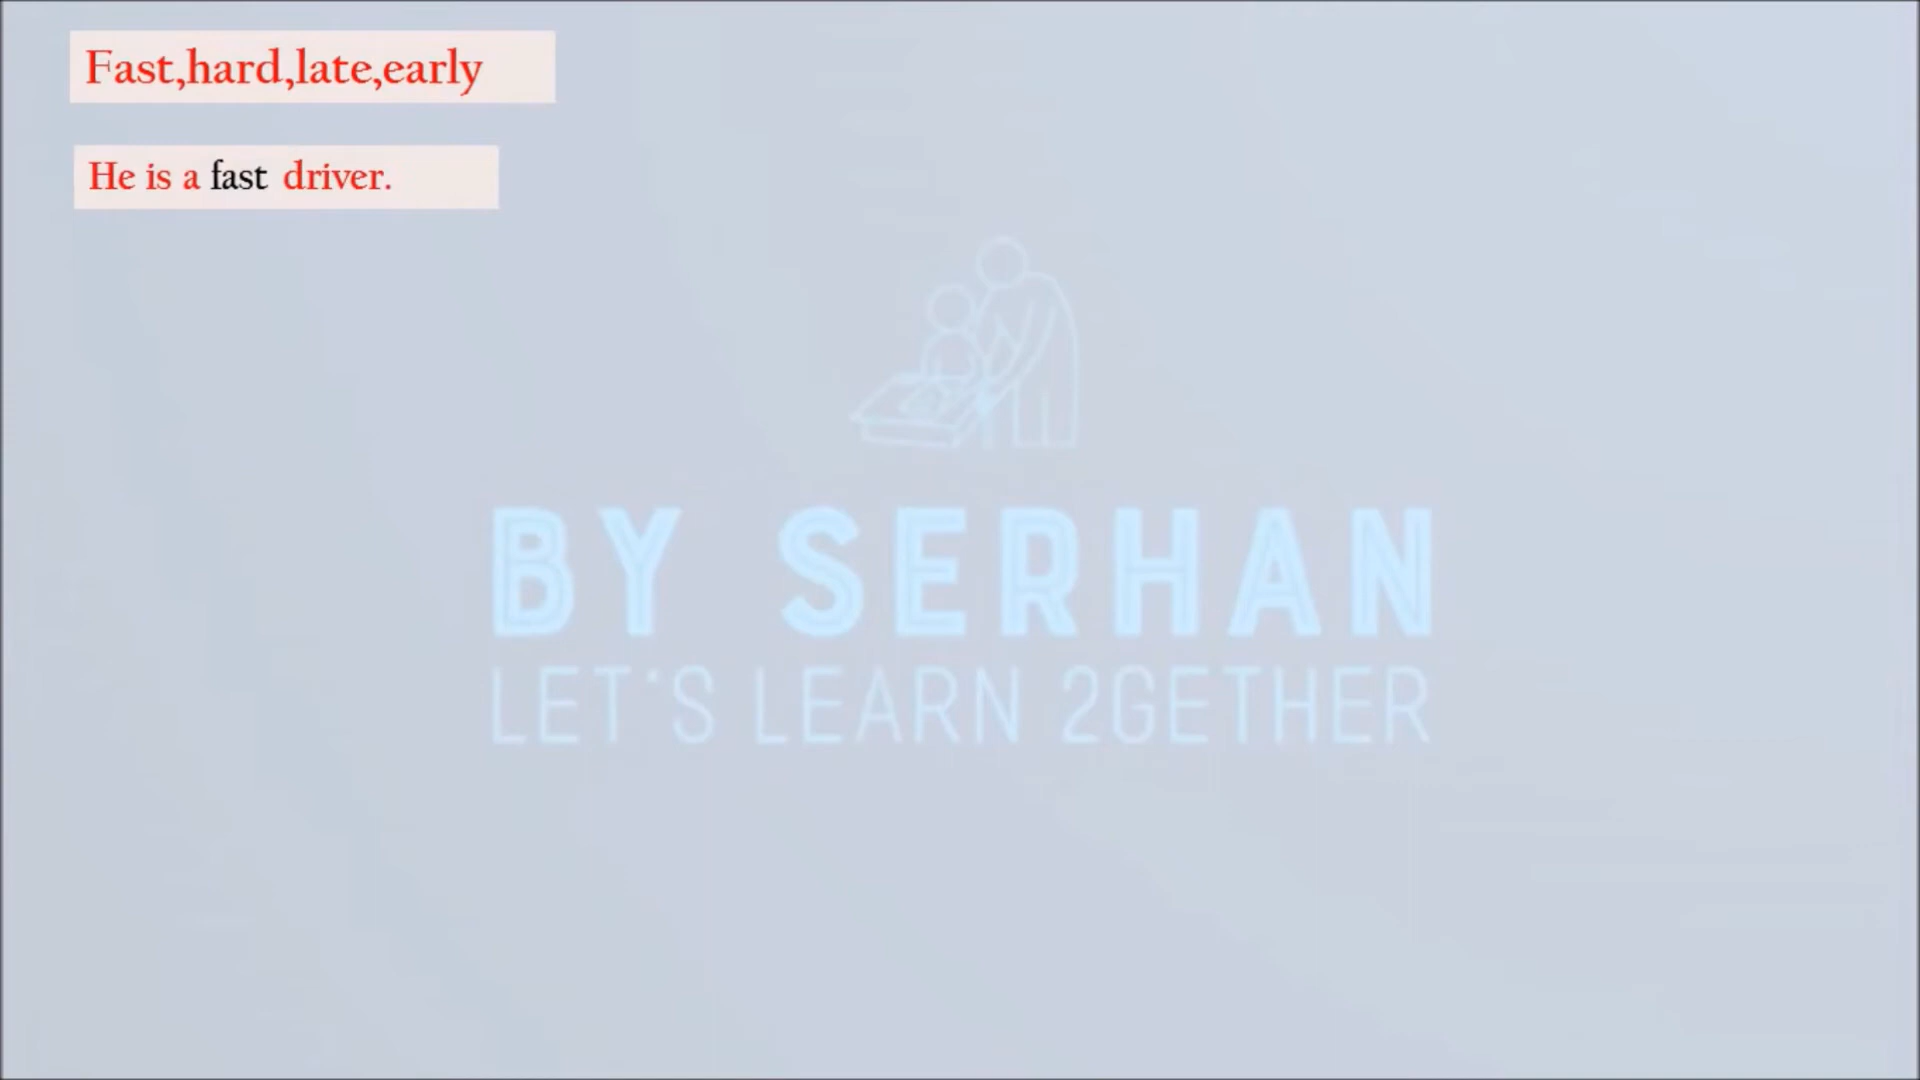 Fast,hard,late,early
He is a fast driver.
BY SERHAN
LET'S LEARN 2GETHER